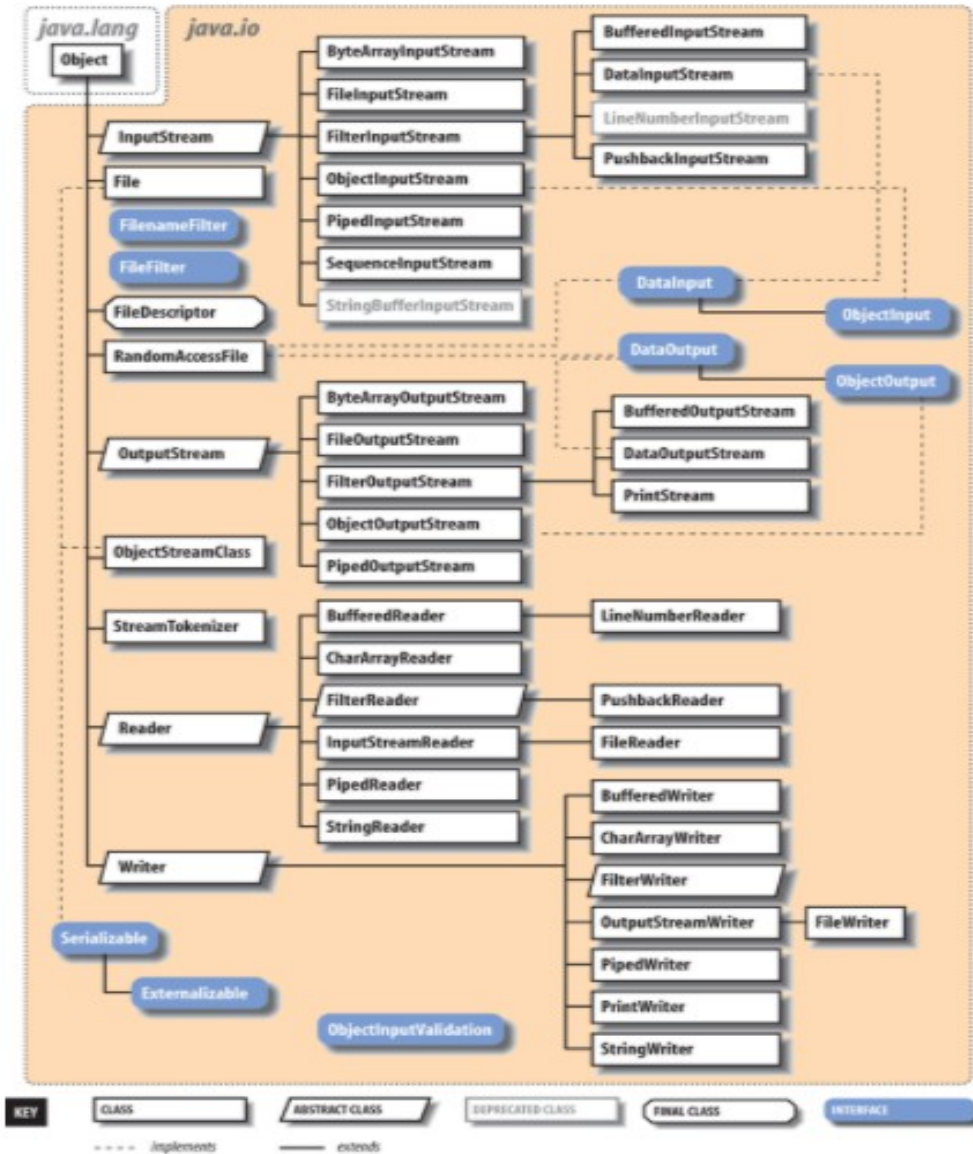 java.lang
java.io
Object
InputStream
File
FilenameFilter
FileFilter
FileDescriptor
RandomAccessFile
OutputStream
ObjectStreamClass
StreamTokenizer
Reader
Writer
Serializable
Externalizable
ByteArrayInputStream
FileInputStream
FilterInputStream
ObjectInputStream
PipedInputStream
SequenceInputStream
StringBufferInputStream
BufferedInputStream
DataInputStream
LineNumberInputStream
PushbackInputStream
DataInput
ObjectInput
DataOutput
ObjectOutput
ByteArrayOutputStream
FileOutputStream
FilterOutputStream
ObjectOutputStream
PipedOutputStream
BufferedOutputStream
DataOutputStream
PrintStream
BufferedReader
CharArrayReader
FilterReader
InputStreamReader
PipedReader
StringReader
LineNumberReader
PushbackReader
FileReader
BufferedWriter
CharArrayWriter
FilterWriter
OutputStreamWriter
PipedWriter
PrintWriter
StringWriter
FileWriter
ObjectInputValidation
KEY
CLASS
ABSTRACT CLASS
DEPRECATED CLASS
FINAL CLASS
INTERFACE
implements
extends